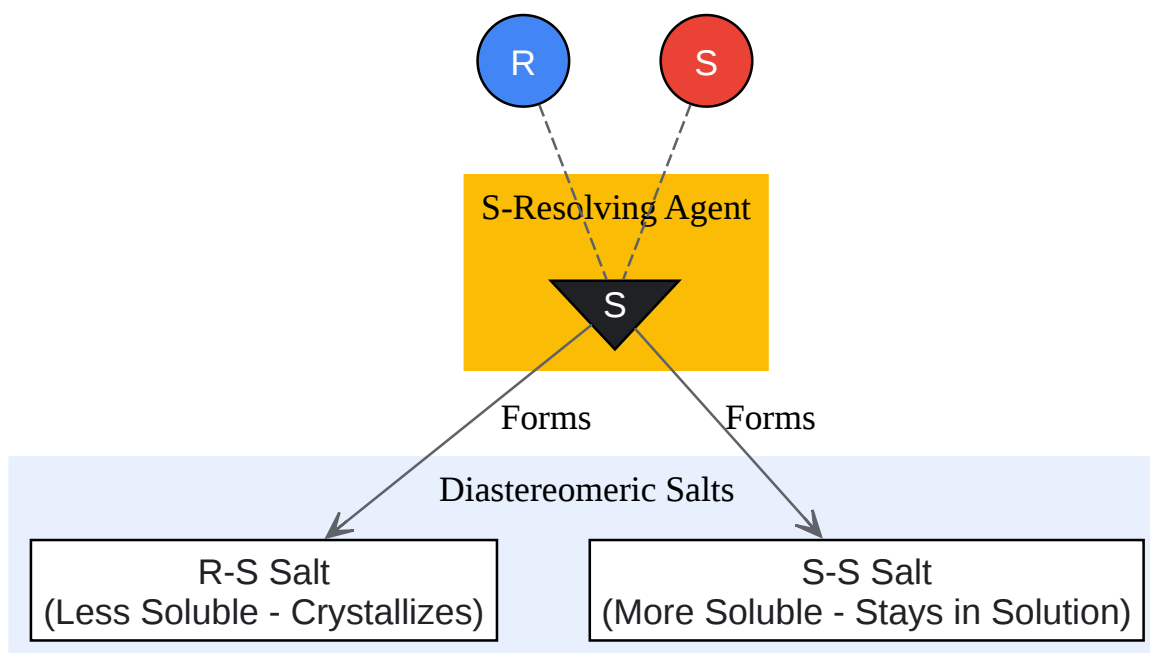 R
S
S-Resolving Agent
S
Forms
Forms
Diastereomeric Salts
R-S Salt
(Less Soluble - Crystallizes)
S-S Salt
(More Soluble - Stays in Solution)